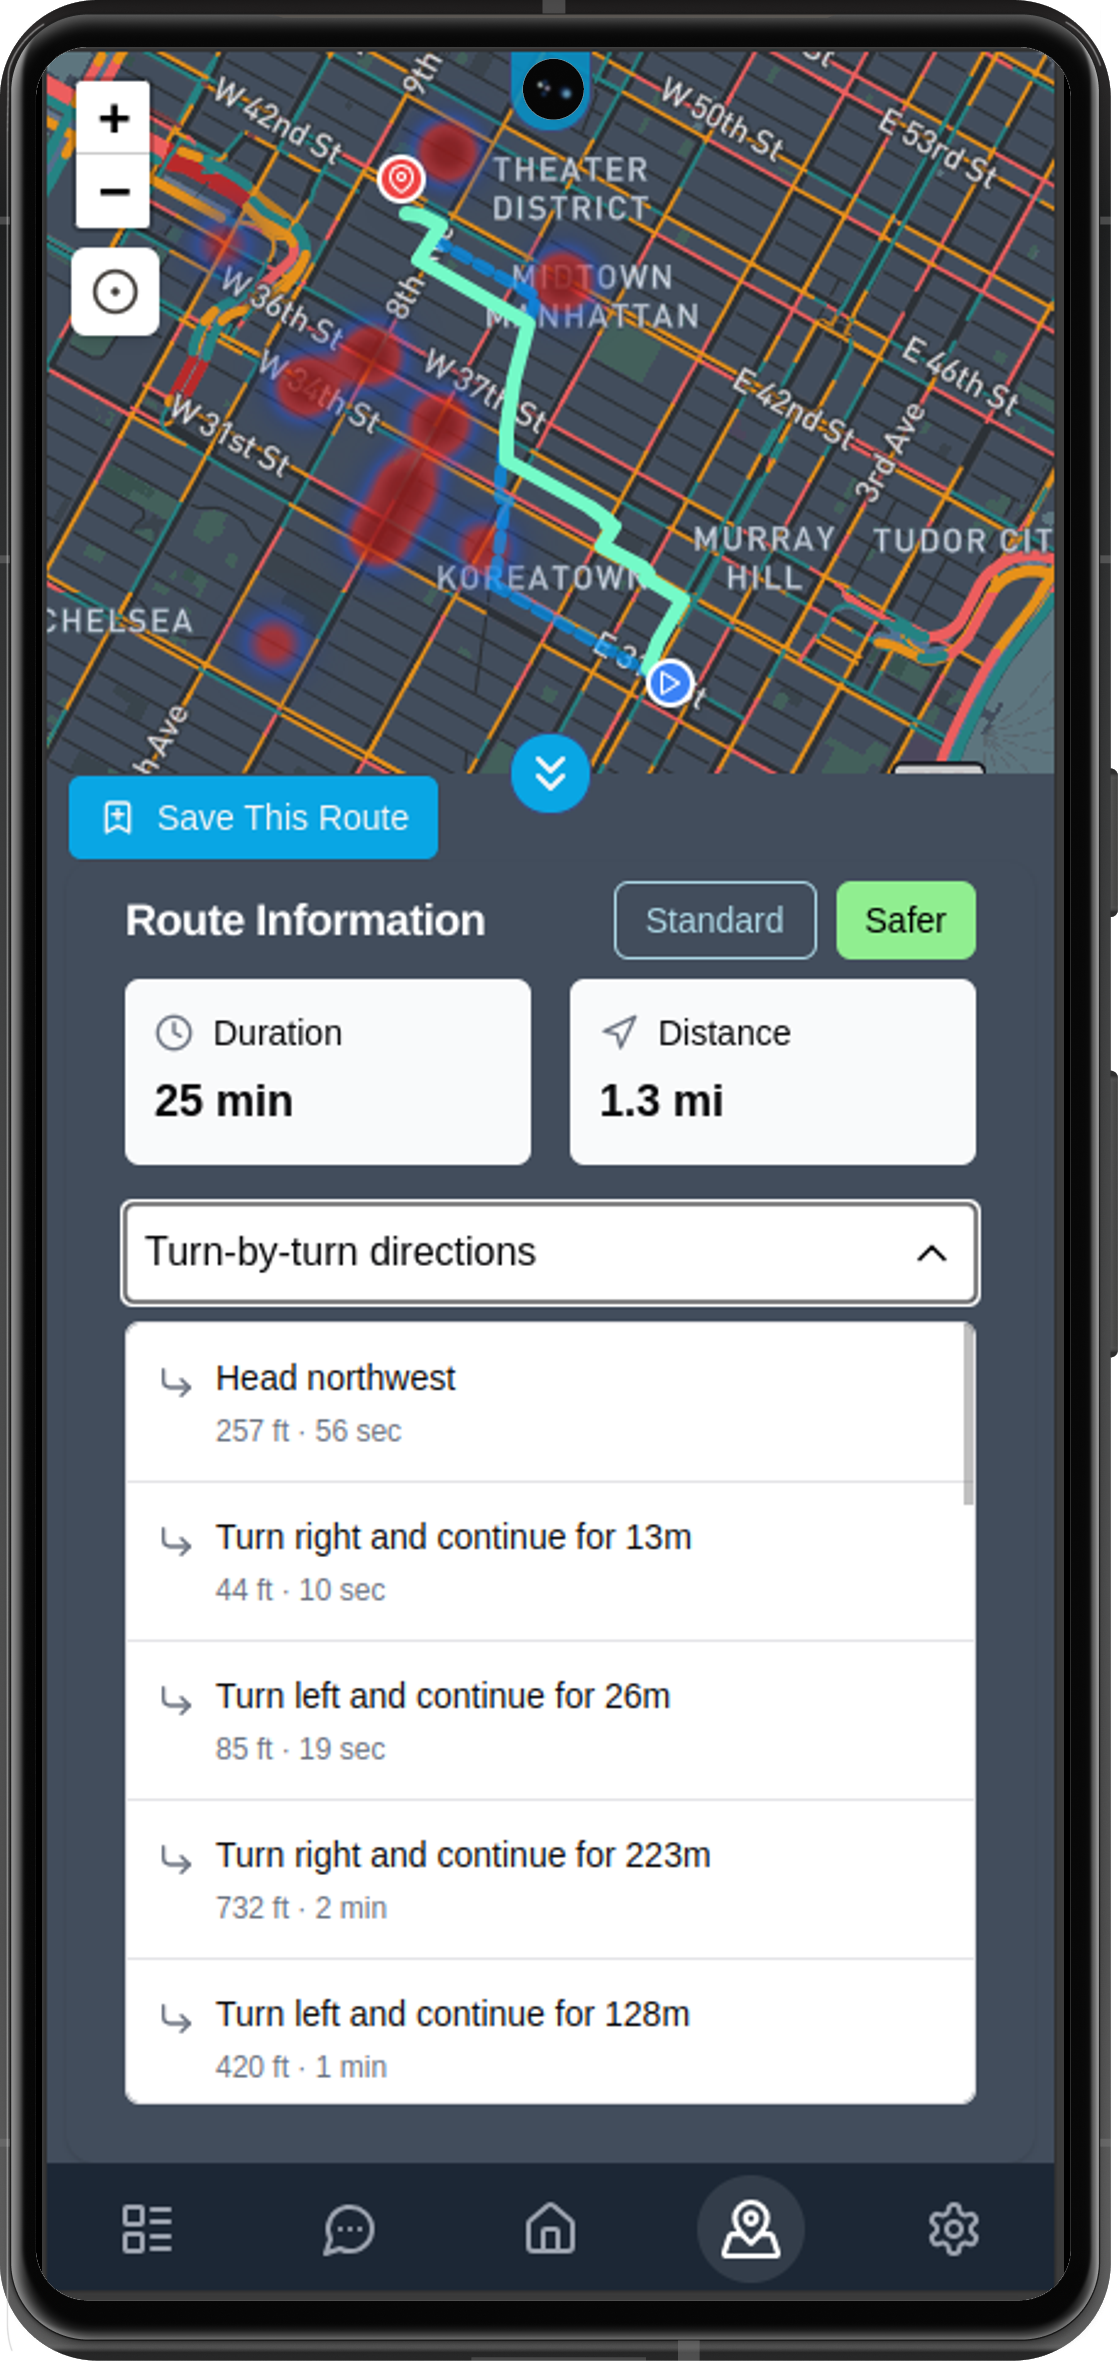 9th
W 42nd St
St
W 50th St
E 53rd St
THEATER
DISTRICT
MIDTOWN
MANHATTAN
W 36th St
8th
W 34th St
W 37th St
W 31st St
E 46th St
E 42nd St
3rd Ave
MURRAY
HILL
TUDOR CIT
KOREATOWN
CHELSEA
E 31
t
h Ave
Save This Route
Route Information
Standard
Safer
Duration
25 min
Distance
1.3 mi
Turn-by-turn directions
Head northwest
257 ft · 56 sec
Turn right and continue for 13m
44 ft · 10 sec
Turn left and continue for 26m
85 ft · 19 sec
Turn right and continue for 223m
732 ft · 2 min
Turn left and continue for 128m
420 ft · 1 min